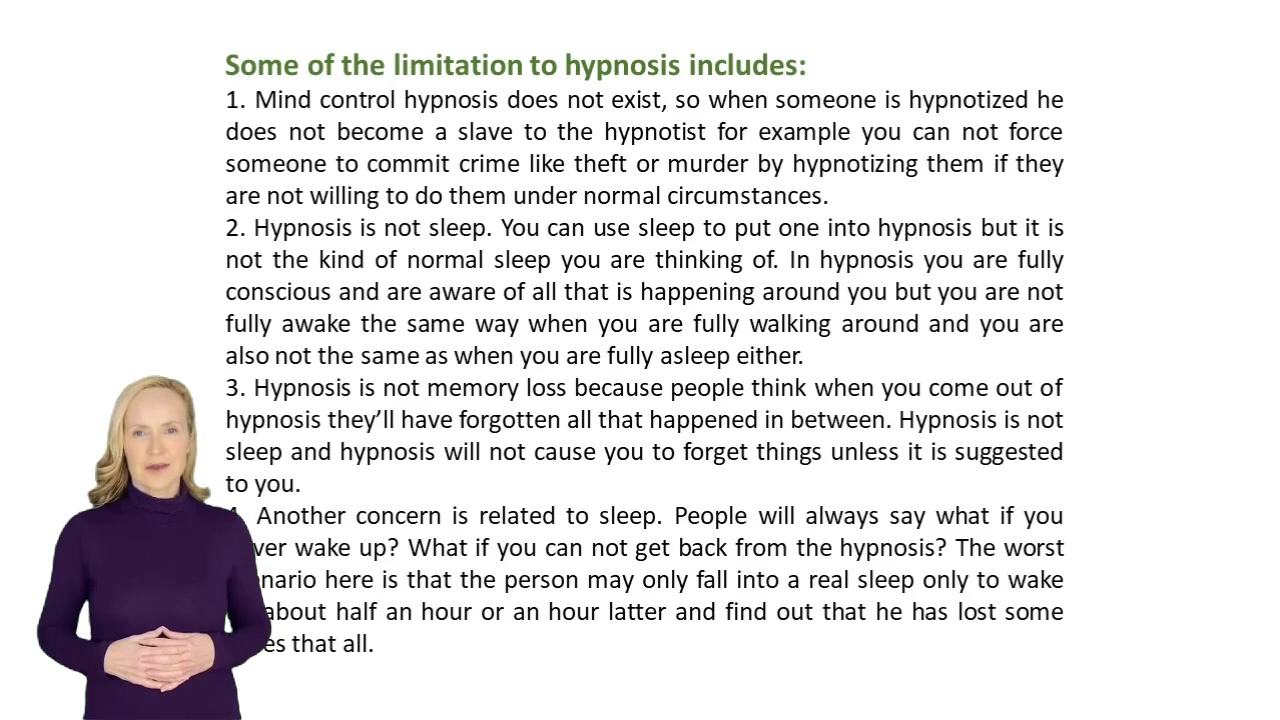 Some of the limitation to hypnosis includes:
1. Mind control hypnosis does not exist, so when someone is hypnotized he
does not become a slave to the hypnotist for example you can not force
someone to commit crime like theft or murder by hypnotizing them if they
are not willing to do them under normal circumstances.
2. Hypnosis is not sleep. You can use sleep to put one into hypnosis but it is
not the kind of normal sleep you are thinking of. In hypnosis you are fully
conscious and are aware of all that is happening around you but you are not
fully awake the same way when you are fully walking around and you are
also not the same as when you are fully asleep either.
3. Hypnosis is not memory loss because people think when you come out of
hypnosis they’ll have forgotten all that happened in between. Hypnosis is not
sleep and hypnosis will not cause you to forget things unless it is suggested
to you.
4. Another concern is related to sleep. People will always say what if you
wake up? What if you can not get back from the hypnosis? The worst
here is that the person may only fall into a real sleep only to wake
about half an hour or an hour latter and find out that he has lost some
that all.